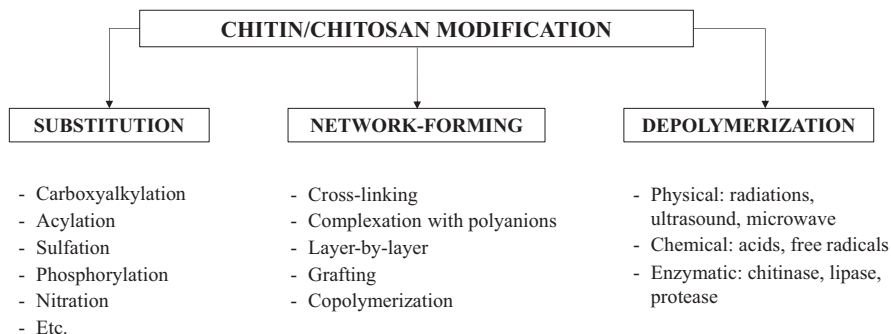 CHITIN/CHITOSAN MODIFICATION
SUBSTITUTION
- Carboxyalkylation
- Acylation
- Sulfation
- Phosphorylation
- Nitration
- Etc.
NETWORK-FORMING
- Cross-linking
- Complexation with polyanions
- Layer-by-layer
- Grafting
- Copolymerization
DEPOLYMERIZATION
- Physical: radiations,
ultrasound, microwave
- Chemical: acids, free radicals
- Enzymatic: chitinase, lipase,
protease